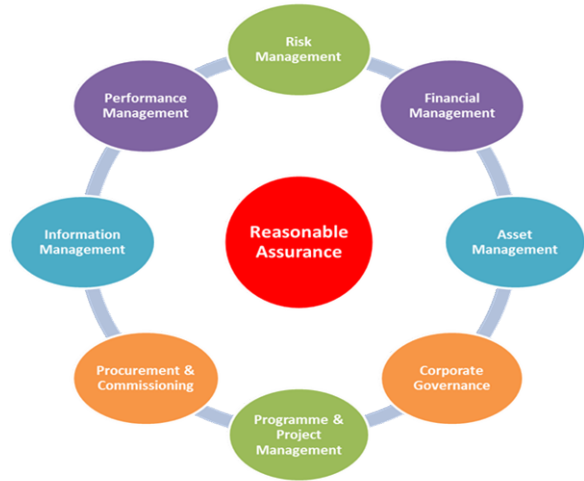 Risk
Management
Financial
Management
Asset
Management
Corporate
Governance
Programme &
Project
Management
Procurement &
Commissioning
Information
Management
Performance
Management
Reasonable
Assurance